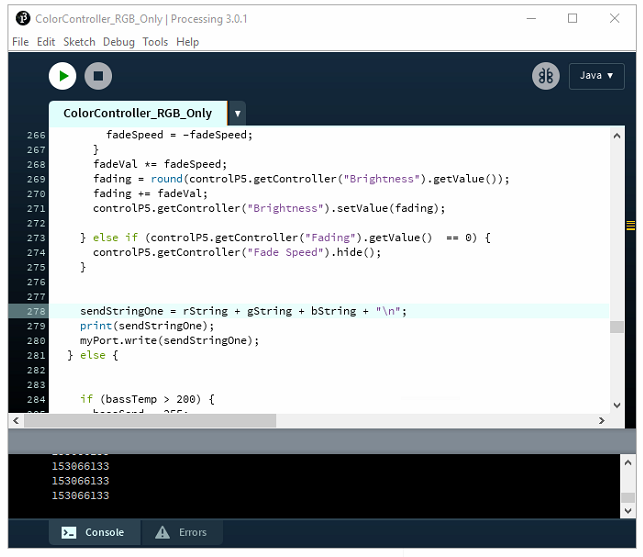 ColorController_RGB_Only | Processing 3.0.1
File Edit Sketch Debug Tools Help
Java ▼
ColorController_RGB_Only ▼
266 fadeSpeed = -fadeSpeed;
267 }
268 fadeVal *= fadeSpeed;
269 fading = round(controlP5.getController("Brightness").getValue());
270 fading += fadeVal;
271 controlP5.getController("Brightness").setValue(fading);
272
273 } else if (controlP5.getController("Fading").getValue() == 0) {
274 controlP5.getController("Fade Speed").hide();
275 }
276
277
278 sendStringOne = rString + gString + bString + "\n";
279 print(sendStringOne);
280 myPort.write(sendStringOne);
281 } else {
282
283
284 if (bassTemp > 200) {
153066133
153066133
153066133
Console
Errors